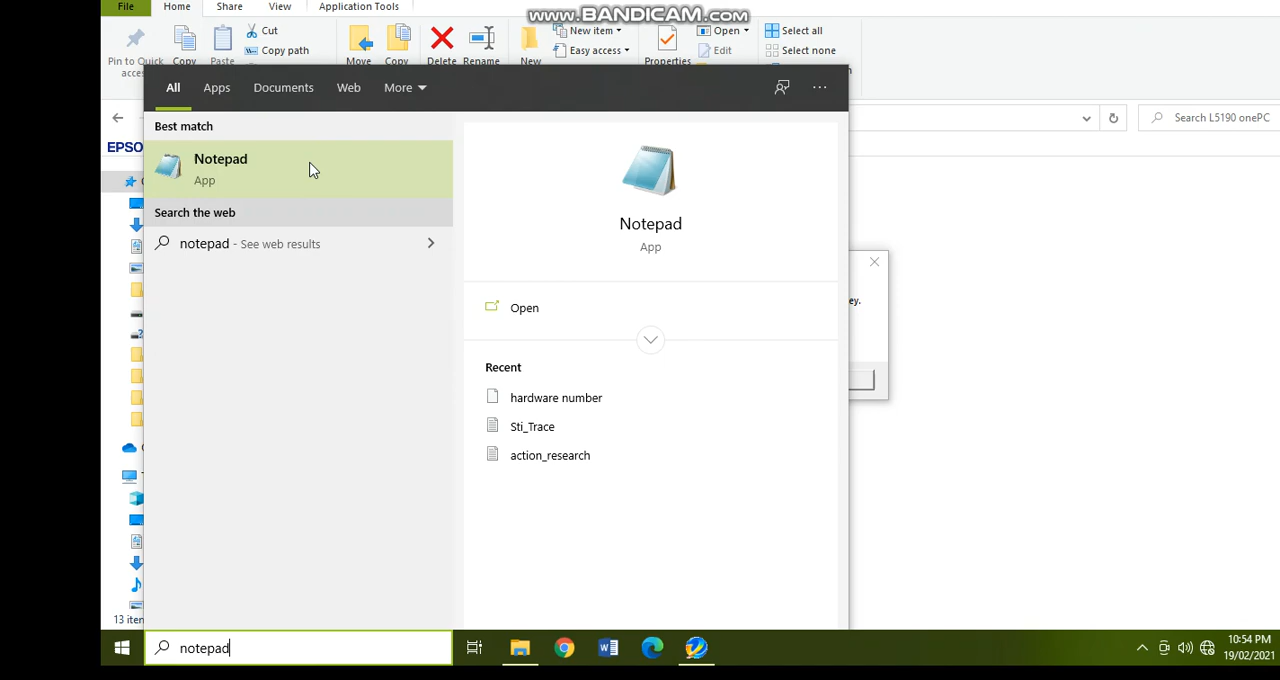 www.BANDICAM.com
File Home Share View Application Tools
Pin to Quick
Copy
Paste
Cut
Copy path
Move
Copy
Delete
Rename
New
New item
Easy access
Properties
Open
Edit
Select all
Select none
All Apps Documents Web More
Search L5190 onePC
Best match
Notepad
App
Search the web
notepad - See web results
Notepad
App
Open
Recent
hardware number
Sti_Trace
action_research
ey.
EPSO
13 iten
notepad
10:54 PM
19/02/2021